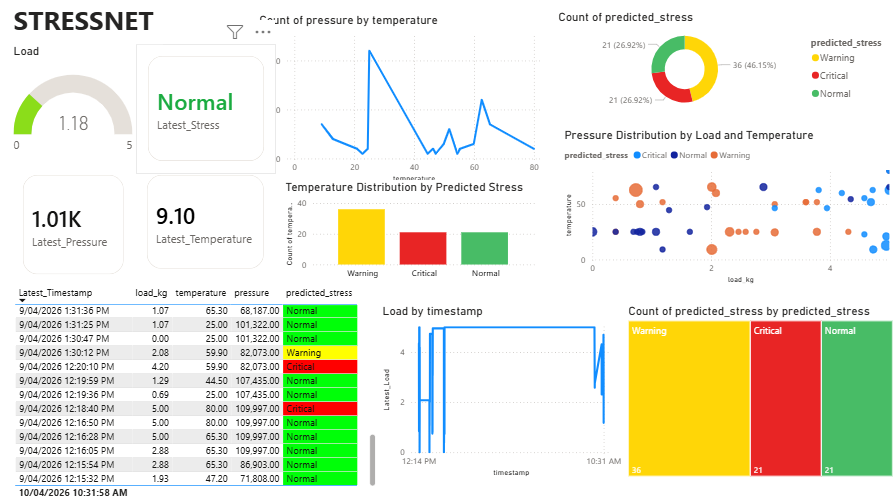 STRESSNET
Load
1.18
0
5
Normal
Latest_Stress
1.01K
Latest_Pressure
9.10
Latest_Temperature
Count of pressure by temperature
0
20
40
60
80
temperature
Count of predicted_stress
21 (26.92%)
36 (46.15%)
21 (26.92%)
predicted_stress
Warning
Critical
Normal
Pressure Distribution by Load and Temperature
predicted_stress Critical Normal Warning
temperature
50
0
0
2
4
load_kg
Temperature Distribution by Predicted Stress
Count of tempera...
40
20
0
Warning
Critical
Normal
Latest_Timestamp load_kg temperature pressure predicted_stress
9/04/2026 1:31:36 PM 1.07 65.30 68,187.00 Normal
9/04/2026 1:31:25 PM 1.07 25.00 101,322.00 Normal
9/04/2026 1:30:47 PM 0.00 25.00 101,322.00 Normal
9/04/2026 1:30:12 PM 2.08 59.90 82,073.00 Warning
9/04/2026 12:20:10 PM 4.20 59.90 82,073.00 Critical
9/04/2026 12:19:59 PM 1.29 44.50 107,435.00 Normal
9/04/2026 12:19:36 PM 0.69 25.00 107,435.00 Normal
9/04/2026 12:18:40 PM 5.00 80.00 109,997.00 Critical
9/04/2026 12:16:50 PM 5.00 80.00 109,997.00 Normal
9/04/2026 12:16:28 PM 5.00 65.30 109,997.00 Normal
9/04/2026 12:16:05 PM 2.88 65.30 109,997.00 Normal
9/04/2026 12:15:54 PM 2.88 65.30 86,903.00 Normal
9/04/2026 12:15:32 PM 1.93 47.20 71,808.00 Normal
10/04/2026 10:31:58 AM
Load by timestamp
Latest_Load
4
2
0
12:14 PM
10:31 AM
timestamp
Count of predicted_stress by predicted_stress
Warning
36
Critical
21
Normal
21